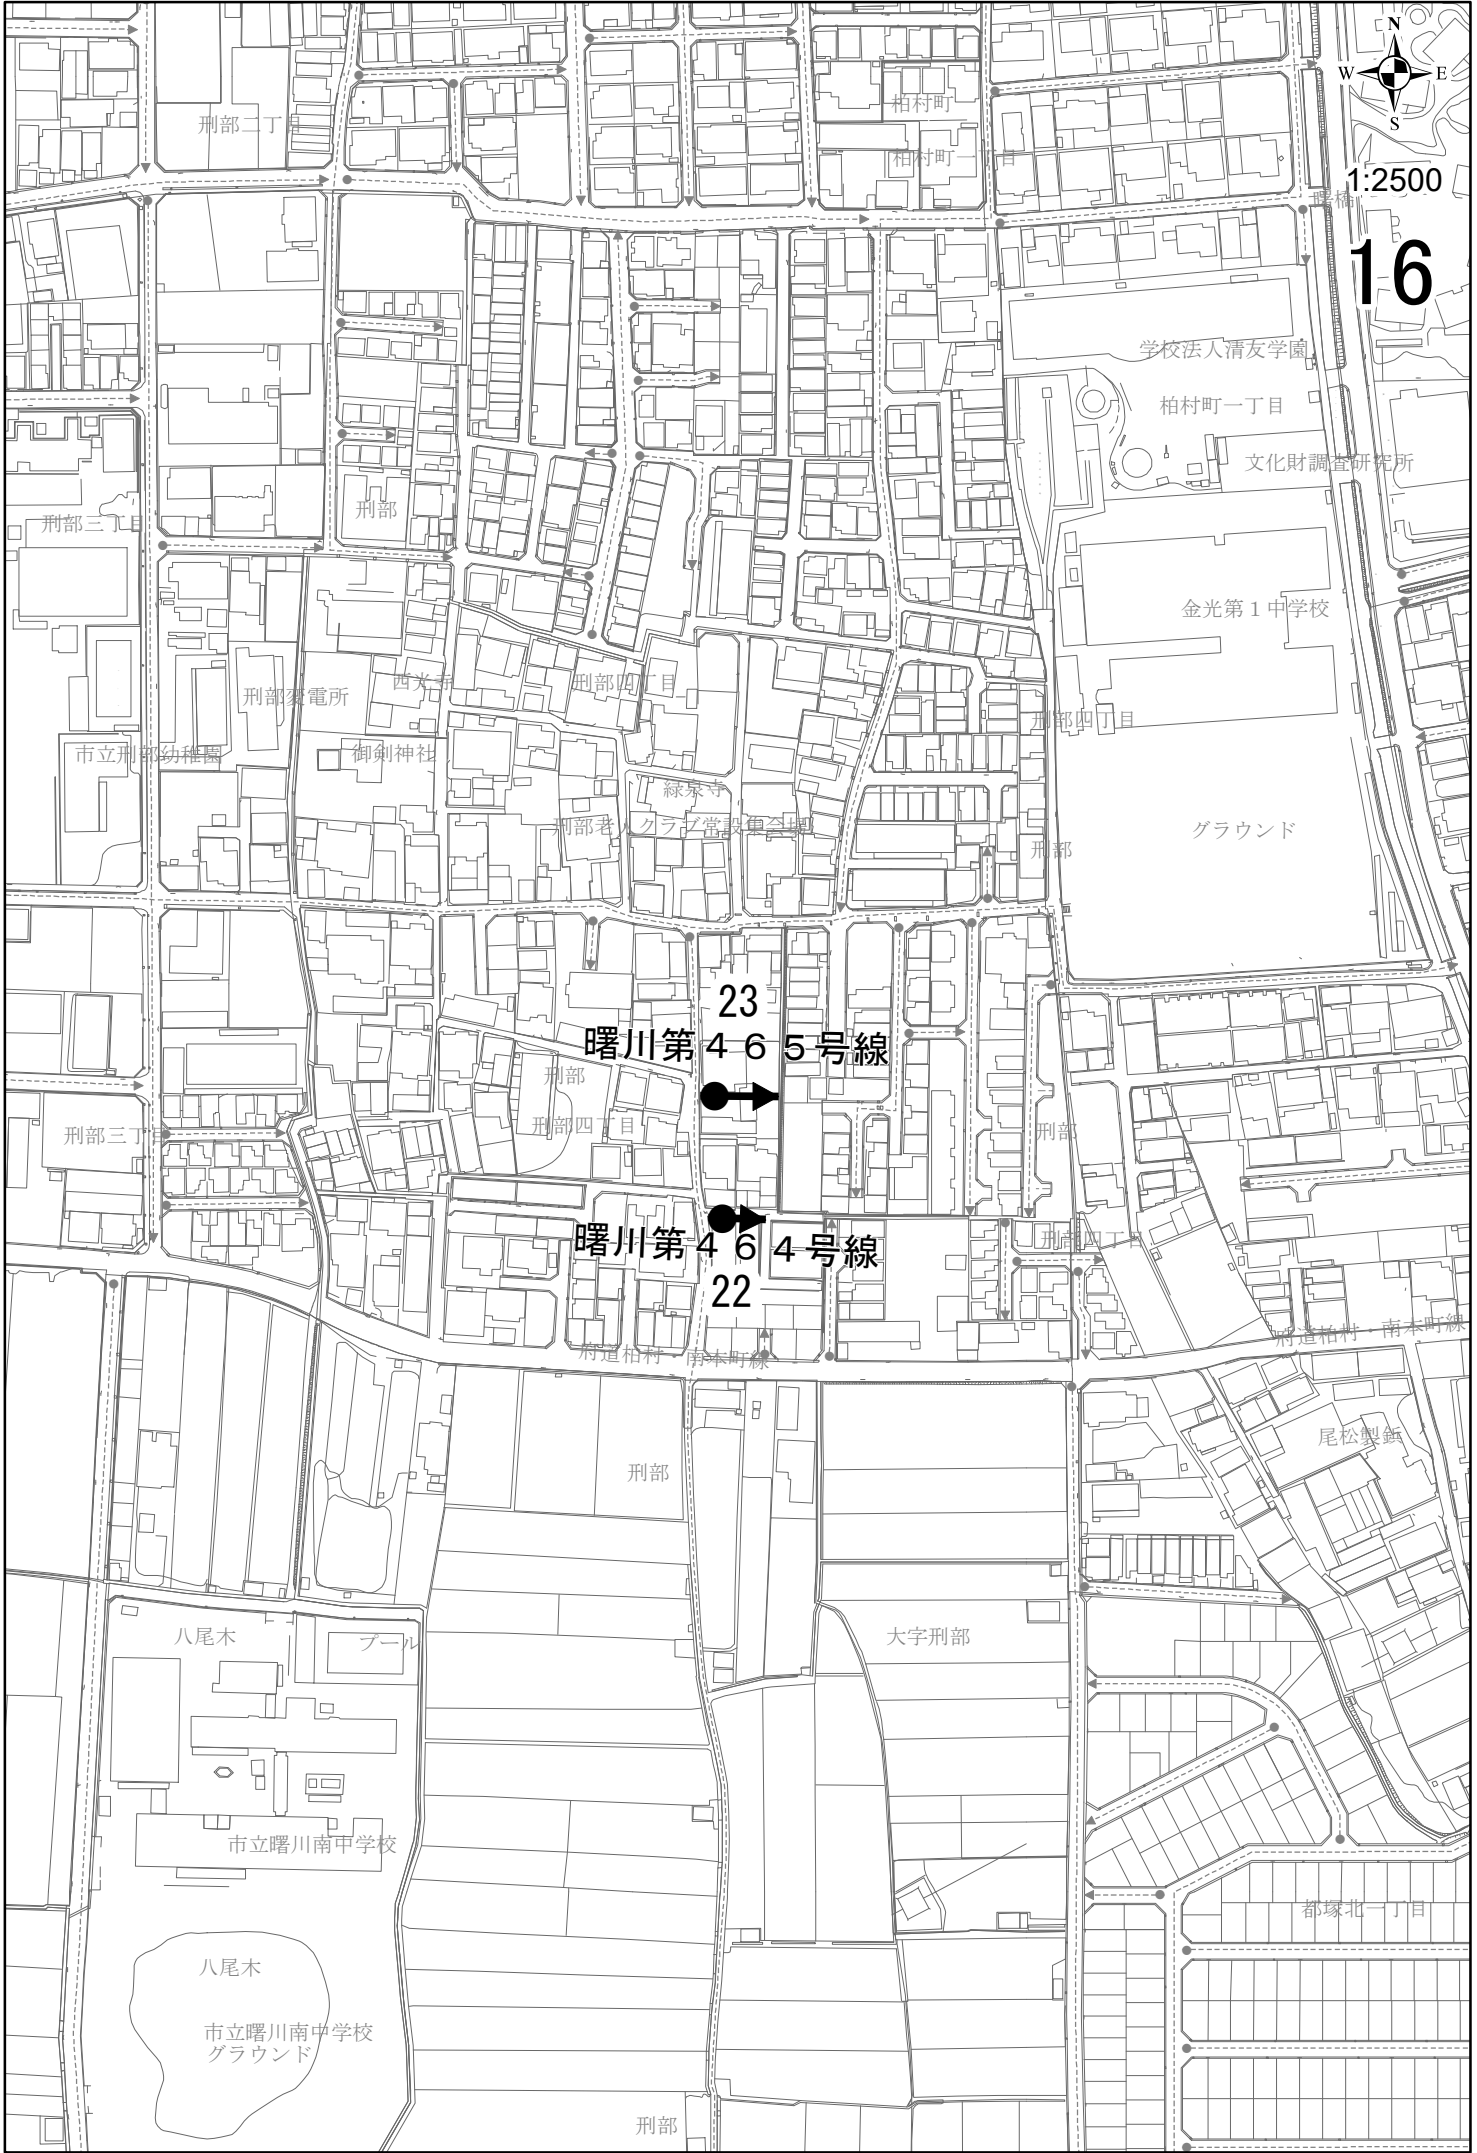 N
W
E
S
柏村町
刑部二丁目
柏村町一丁目
1:2500
曙橋
16
学校法人清友学園
柏村町一丁目
文化財調査研究所
刑部
刑部三丁目
金光第１中学校
西光寺
刑部四丁目
刑部変電所
刑部四丁目
市立刑部幼稚園
御剣神社
緑泉寺
刑部老人クラブ常設集会場
グラウンド
刑部
23
曙川第４６５号線
刑部
刑部四丁目
刑部三丁目
刑部
曙川第４６４号線
刑部四丁目
22
府道柏村・南本町線
府道柏村・南本町線
尾松製鋲
刑部
八尾木
プール
大字刑部
市立曙川南中学校
都塚北一丁目
八尾木
市立曙川南中学校
グラウンド
刑部